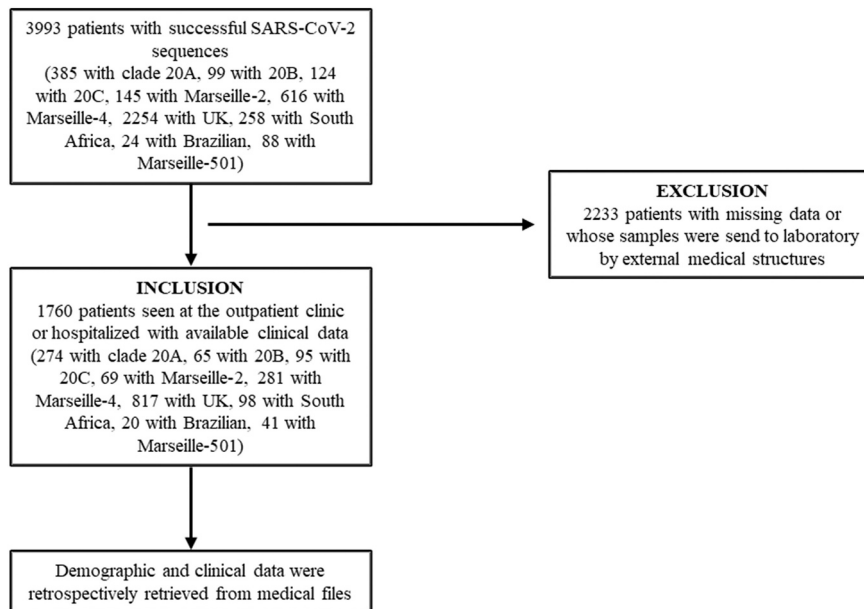 3993 patients with successful SARS-CoV-2
sequences
(385 with clade 20A, 99 with 20B, 124
with 20C, 145 with Marseille-2, 616 with
Marseille-4, 2254 with UK, 258 with South
Africa, 24 with Brazilian, 88 with
Marseille-501)
EXCLUSION
2233 patients with missing data or
whose samples were send to laboratory
by external medical structures
INCLUSION
1760 patients seen at the outpatient clinic
or hospitalized with available clinical data
(274 with clade 20A, 65 with 20B, 95 with
20C, 69 with Marseille-2, 281 with
Marseille-4, 817 with UK, 98 with South
Africa, 20 with Brazilian, 41 with
Marseille-501)
Demographic and clinical data were
retrospectively retrieved from medical files